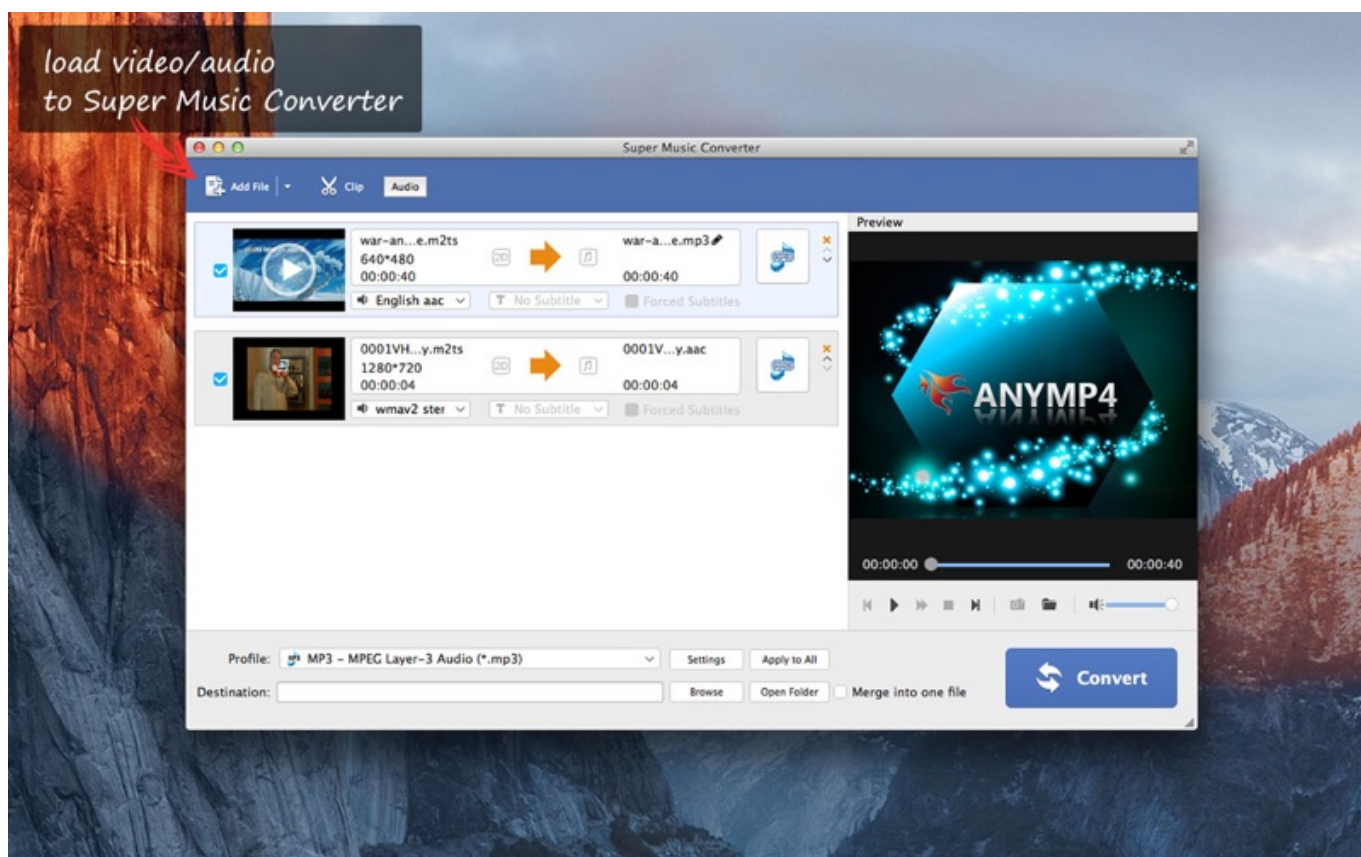 load video/audio
to Super Music Converter
Super Music Converter
Add File
Clip
Audio
Preview
war-an...e.m2ts
640*480
00:00:40
2D
war-a...e.mp3
00:00:40
English aac
T No Subtitle
Forced Subtitles
0001VH...y.m2ts
1280*720
00:00:04
2D
0001V...y.aac
00:00:04
wmav2 ster
T No Subtitle
Forced Subtitles
ANYMP4
00:00:00
00:00:40
Profile:
MP3 - MPEG Layer-3 Audio (*.mp3)
Settings
Apply to All
Convert
Destination:
Browse
Open Folder
Merge into one file